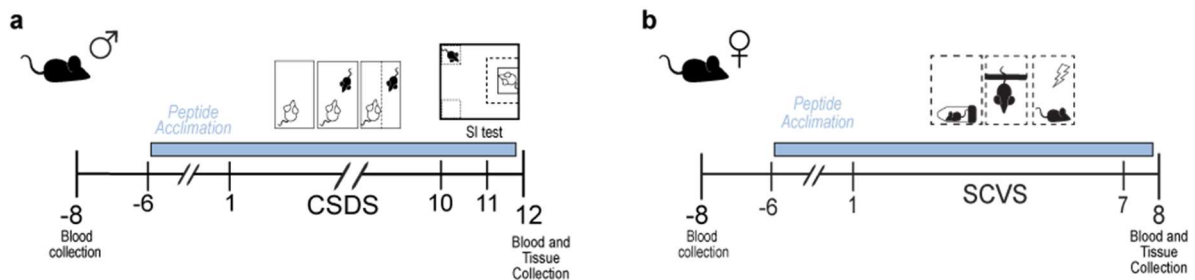 a
♂
Peptide
Acclimation
SI test
-8
-6
1
CSDS
10
11
12
Blood
collection
Blood and
Tissue
Collection
b
♀
Peptide
Acclimation
-8
-6
1
SCVS
7
8
Blood
collection
Blood and
Tissue
Collection